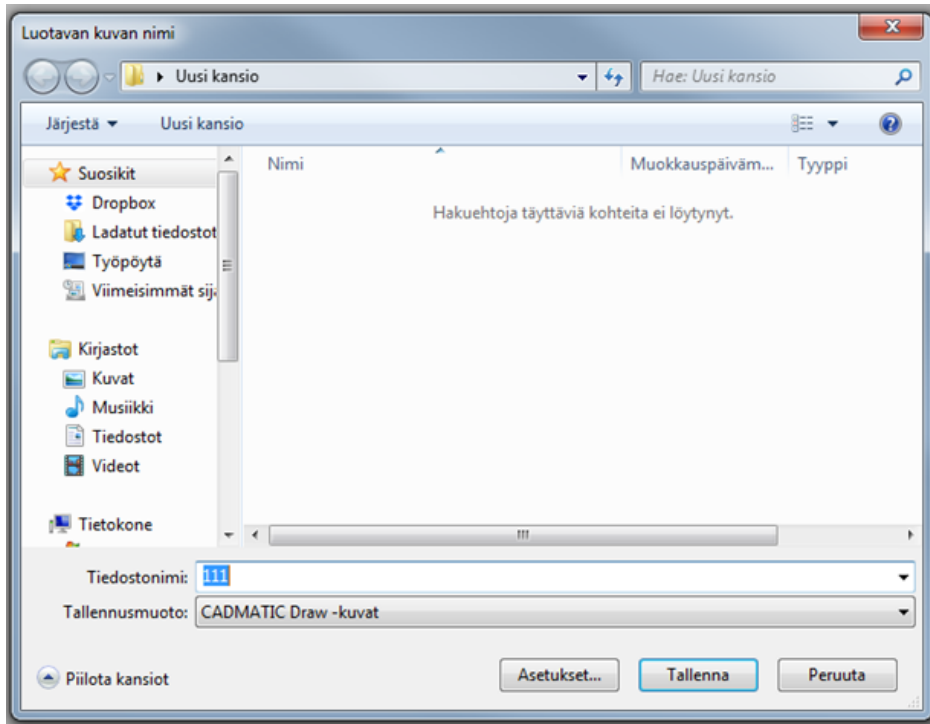 Luotavan kuvan nimi
Uusi kansio
Hae: Uusi kansio
Järjestä
Uusi kansio
Nimi
Muokkauspäiväm...
Tyyppi
Hakuehtoja täyttäviä kohteita ei löytynyt.
Suosikit
Dropbox
Ladatut tiedostot
Työpöytä
Viimeisimmät sij
Kirjastot
Kuvat
Musiikki
Tiedostot
Videot
Tietokone
Tiedostonimi: 111
Tallennusmuoto: CADMATIC Draw -kuvat
Piilota kansiot
Asetukset...
Tallenna
Peruuta